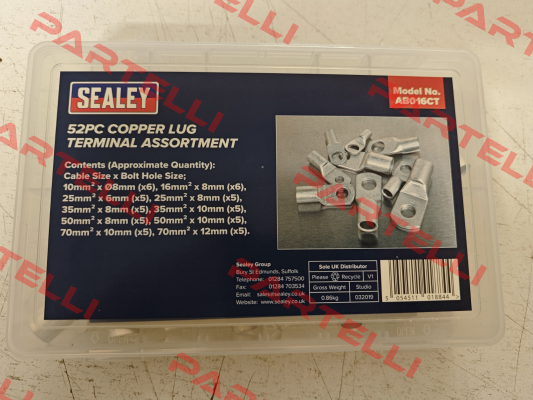 PARTELLI
SEALEY
Model No.
AB016CT
52PC COPPER LUG
TERMINAL ASSORTMENT
Contents (Approximate Quantity):
Cable Size x Bolt Hole Size;
10mm² x Ø8mm (x6), 16mm² x 8mm (x6),
25mm² x 6mm (x5), 25mm² x 8mm (x5),
35mm² x 8mm (x5), 35mm² x 10mm (x5),
50mm² x 8mm (x5), 50mm² x 10mm (x5),
70mm² x 10mm (x5), 70mm² x 12mm (x5).
Sealey Group
Bury St Edmunds, Suffolk
Telephone: 01284 757500
Fax: 01284 703534
Email: sales@sealey.co.uk
Website: www.sealey.co.uk
Sole UK Distributor
Please Recycle V1
Gross Weight Studio
0.86kg 032019
5 054511 018844 >
PARTELLI